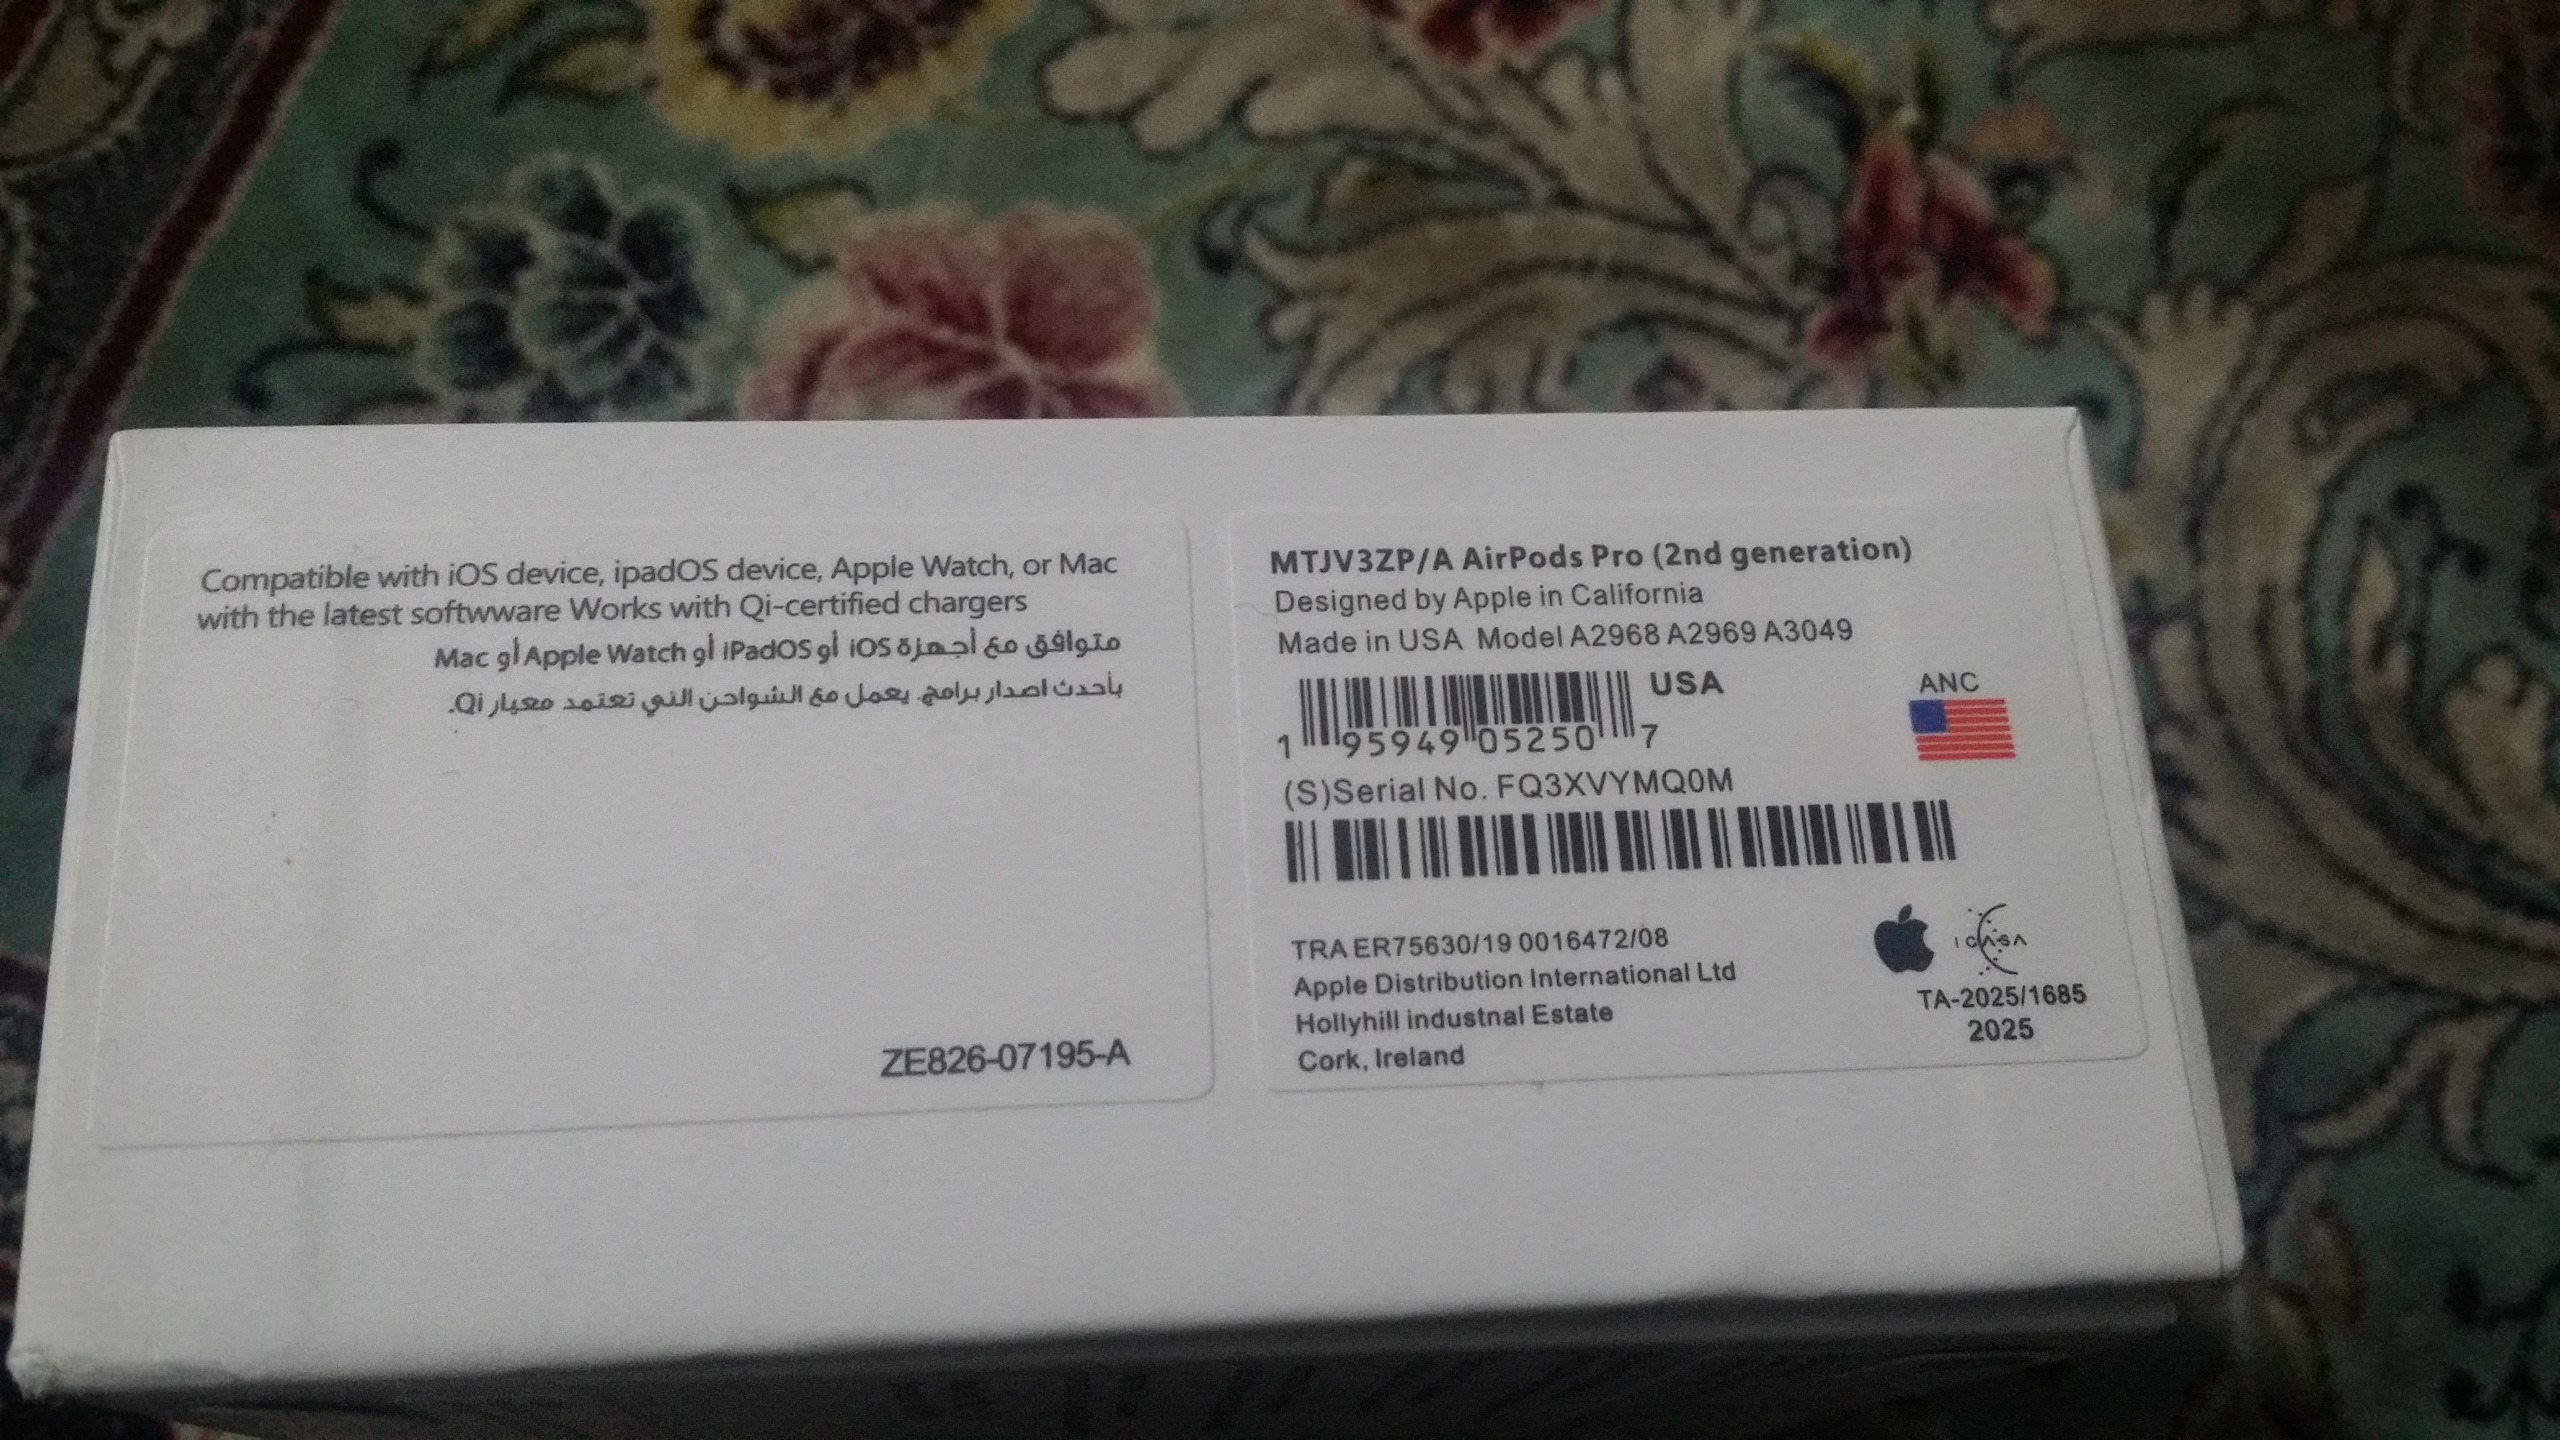 Compatible with iOS device, ipadOS device, Apple Watch, or Mac
with the latest softwware Works with Qi-certified chargers
متوافق مع أجهزة iOS أو iPadOS أو Apple Watch أو Mac
بأحدث اصدار برامج. يعمل مع الشواحن التي تعتمد معيار Qi.
ZE826-07195-A
MTJV3ZP/A AirPods Pro (2nd generation)
Designed by Apple in California
Made in USA Model A2968 A2969 A3049
USA
ANC
1 95949 05250 7
(S)Serial No. FQ3XVYMQ0M
TRA ER75630/19 0016472/08
Apple Distribution International Ltd
Hollyhill industnal Estate
Cork, Ireland
ICASA
TA-2025/1685
2025